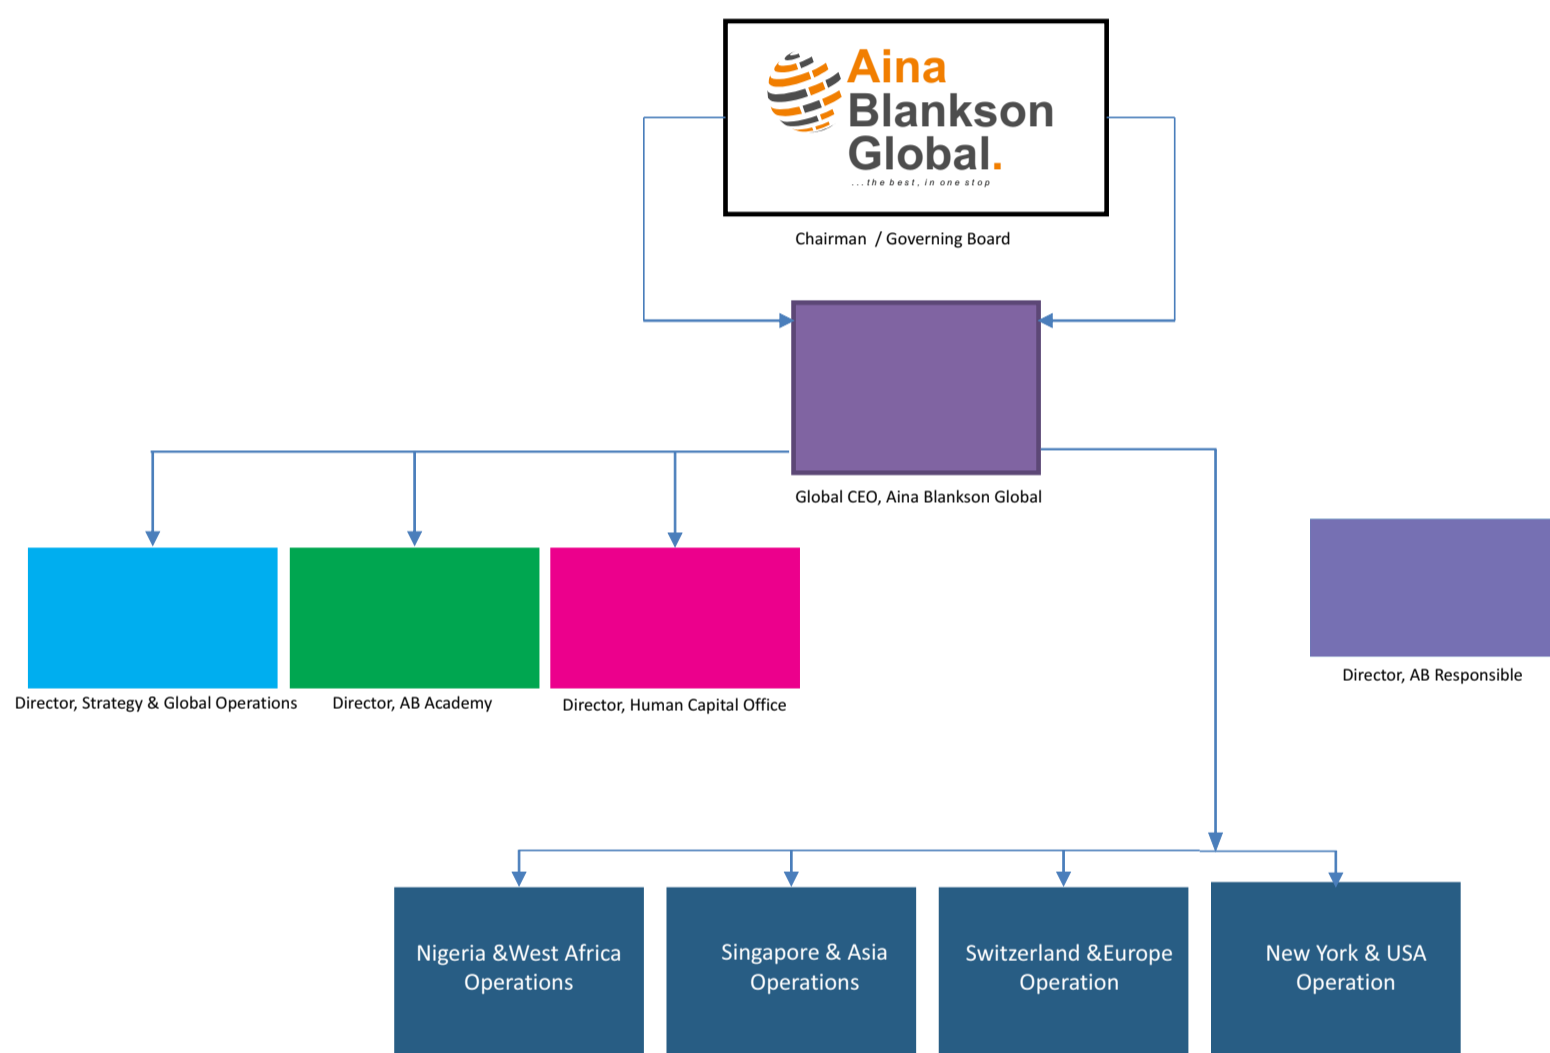 Aina
Blankson
Global.
...the best, in one stop
Chairman / Governing Board
Global CEO, Aina Blankson Global
Director, Strategy & Global Operations
Director, AB Academy
Director, Human Capital Office
Director, AB Responsible
Nigeria &West Africa
Operations
Singapore & Asia
Operations
Switzerland &Europe
Operation
New York & USA
Operation